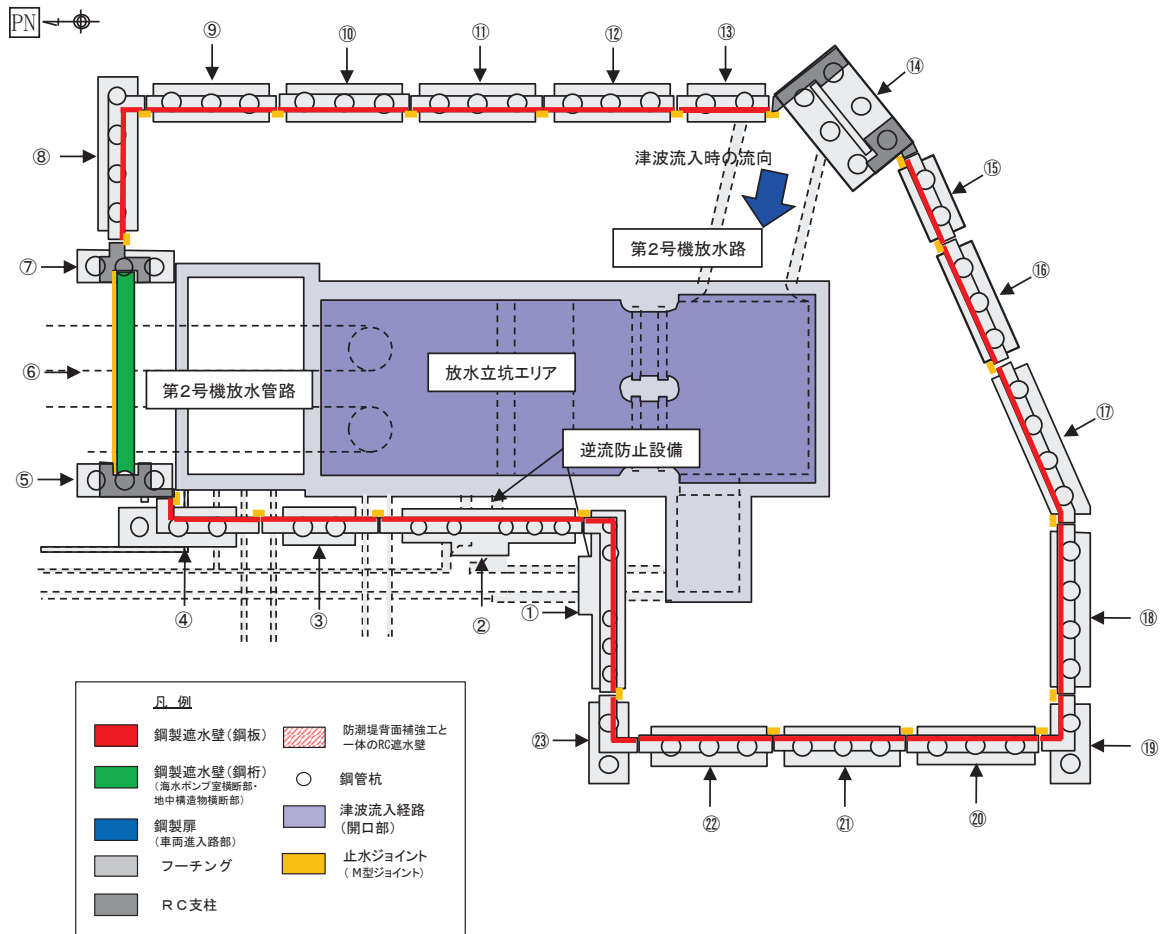 PN
⑨
⑩
⑪
⑫
⑬
⑭
津波流入時の流向
⑧
⑮
第2号機放水路
⑦
⑯
⑥
第2号機放水管路
放水立坑エリア
⑰
逆流防止設備
⑤
④
③
②
①
⑱
凡 例
鋼製遮水壁(鋼板)
防潮堤背面補強工と
一体のRC遮水壁
㉓
⑲
鋼製遮水壁(鋼桁)
(海水ポンプ室横断部・
地中構造物横断部)
鋼管杭
㉒
㉑
⑳
鋼製扉
(車両進入路部)
津波流入経路
(開口部)
フーチング
止水ジョイント
(M型ジョイント)
RC支柱